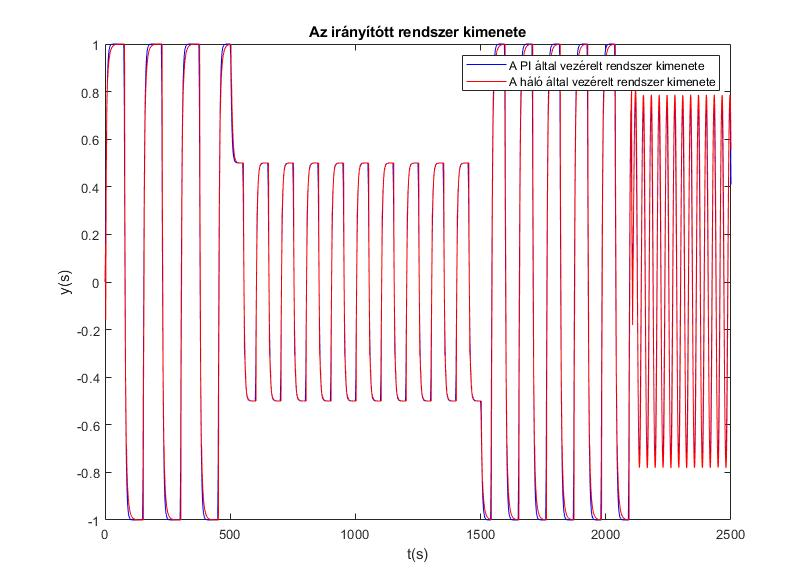 Az irányítótt rendszer kimenete
A PI által vezérelt rendszer kimenete
A háló által vezérelt rendszer kimenete
y(s)
1
0.8
0.6
0.4
0.2
0
-0.2
-0.4
-0.6
-0.8
-1
0 500 1000 1500 2000 2500
t(s)